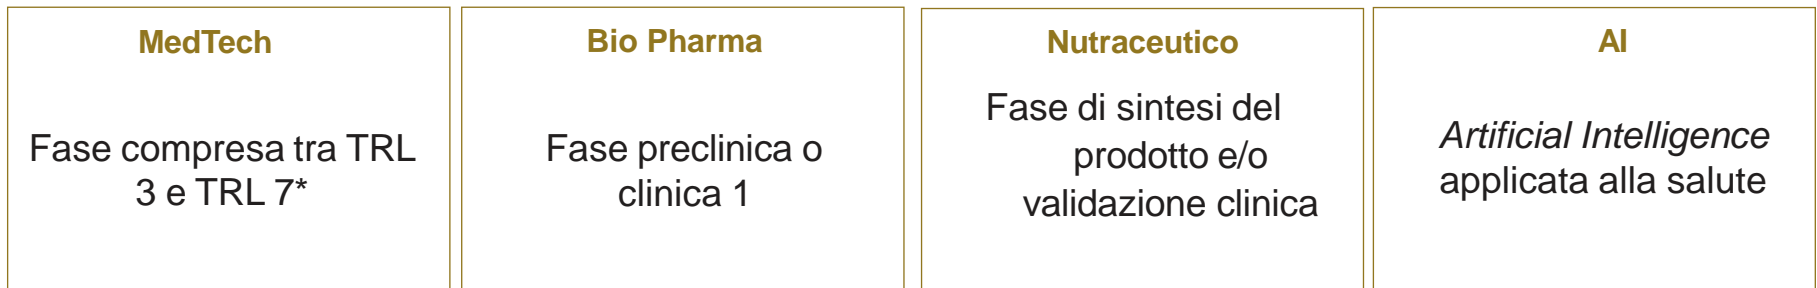 MedTech
Fase compresa tra TRL
3 e TRL 7*
Bio Pharma
Fase preclinica o
clinica 1
Nutraceutico
Fase di sintesi del
prodotto e/o
validazione clinica
AI
Artificial Intelligence
applicata alla salute